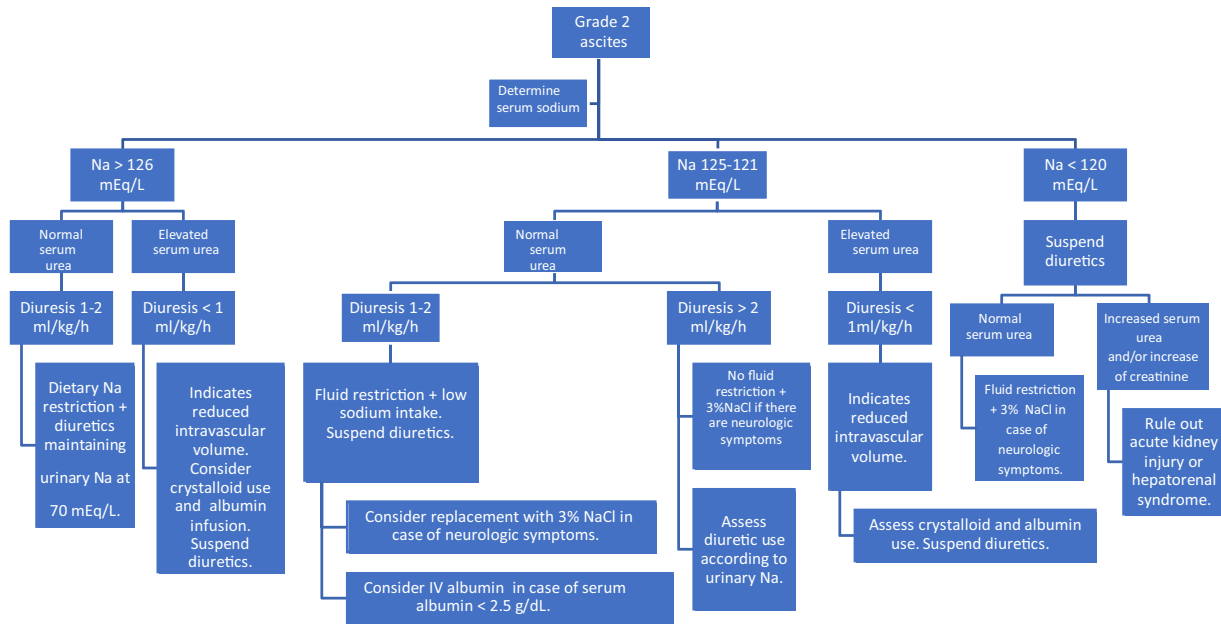 Grade 2
ascites
Determine
serum sodium
Na > 126
mEq/L
Na 125-121
mEq/L
Na < 120
mEq/L
Normal
serum
urea
Elevated
serum urea
Normal
serum
urea
Elevated
serum urea
Suspend
diuretics
Diuresis 1-2
ml/kg/h
Diuresis < 1
ml/kg/h
Diuresis 1-2
ml/kg/h
Diuresis > 2
ml/kg/h
Diuresis <
1ml/kg/h
Normal
serum urea
Increased serum
urea
and/or increase
of creatinine
Dietary Na
restriction +
diuretics
maintaining
urinary Na at
70 mEq/L.
Indicates
reduced
intravascular
volume.
Consider
crystalloid use
and albumin
infusion.
Suspend
diuretics.
Fluid restriction + low
sodium intake.
Suspend diuretics.
No fluid
restriction +
3%NaCl if there
are neurologic
symptoms
Indicates
reduced
intravascular
volume.
Fluid restriction
+ 3% NaCl in
case of
neurologic
symptoms.
Rule out
acute kidney
injury or
hepatorenal
syndrome.
Consider replacement with 3% NaCl in
case of neurologic symptoms.
Assess
diuretic use
according to
urinary Na.
Assess crystalloid and albumin
use. Suspend diuretics.
Consider IV albumin in case of serum
albumin < 2.5 g/dL.